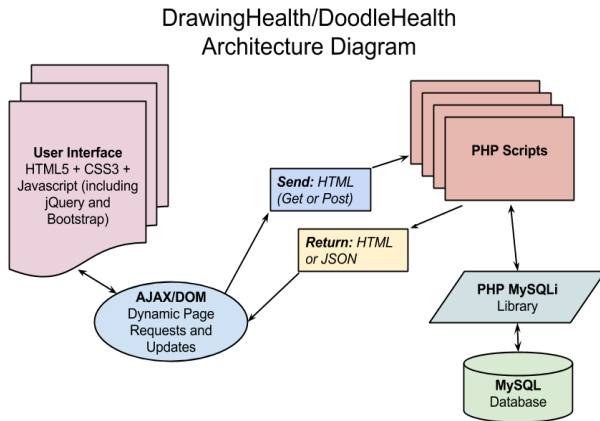 DrawingHealth/DoodleHealth
Architecture Diagram
User Interface
HTML5 + CSS3 +
Javascript (including
jQuery and
Bootstrap)
Send: HTML
(Get or Post)
PHP Scripts
Return: HTML
or JSON
AJAX/DOM
Dynamic Page
Requests and
Updates
PHP MySQLi
Library
MySQL
Database